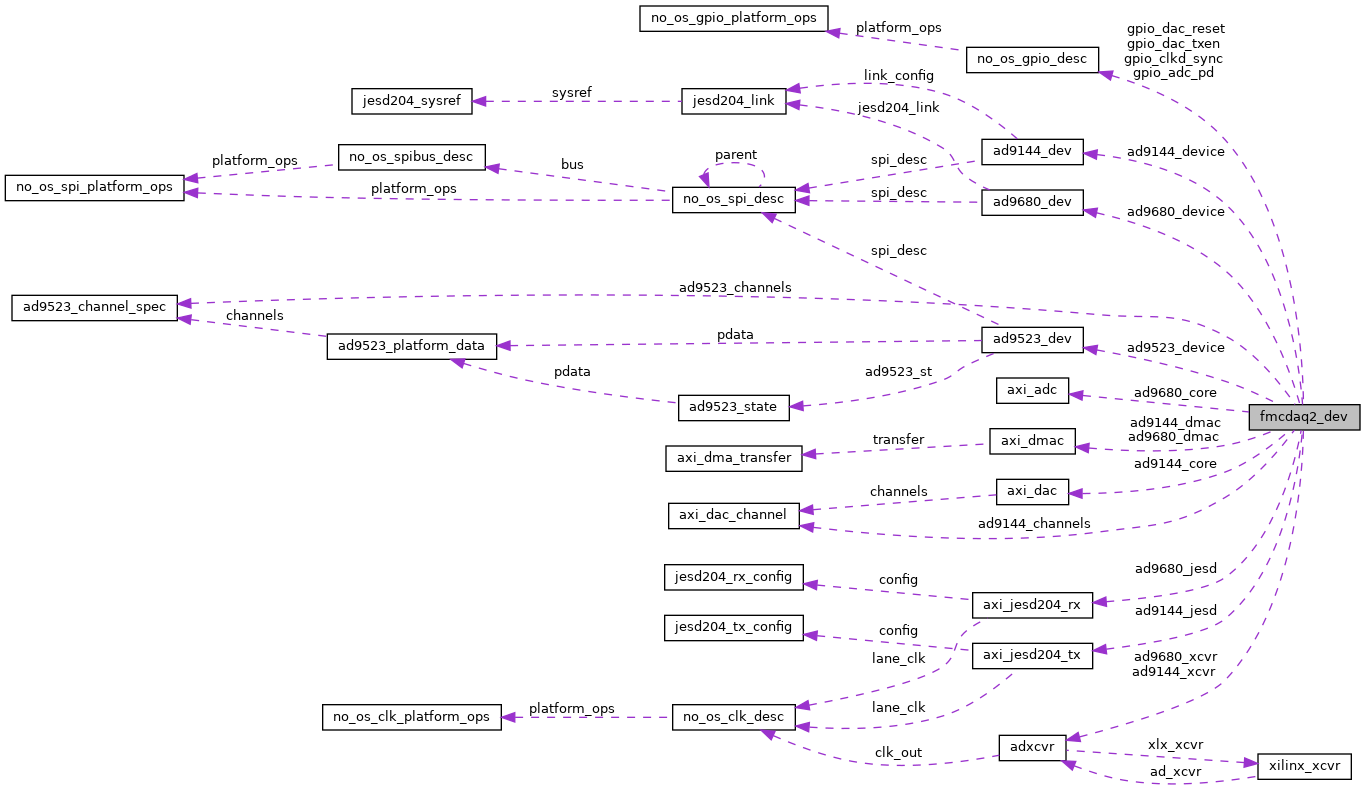 no_os_gpio_platform_ops
platform_ops
gpio_dac_reset
gpio_dac_txen
gpio_clkd_sync
gpio_adc_pd
no_os_gpio_desc
link_config
jesd204_sysref
sysref
jesd204_link
jesd204_link
no_os_spibus_desc
platform_ops
bus
parent
spi_desc
ad9144_dev
ad9144_device
no_os_spi_platform_ops
platform_ops
no_os_spi_desc
spi_desc
ad9680_dev
ad9680_device
spi_desc
ad9523_channels
ad9523_channel_spec
channels
ad9523_platform_data
pdata
ad9523_dev
ad9523_device
pdata
ad9523_st
ad9523_state
axi_adc
ad9680_core
fmcdaq2_dev
ad9144_dmac
ad9680_dmac
axi_dma_transfer
transfer
axi_dmac
ad9144_core
channels
axi_dac
axi_dac_channel
ad9144_channels
jesd204_rx_config
config
ad9680_jesd
axi_jesd204_rx
ad9144_jesd
jesd204_tx_config
config
axi_jesd204_tx
lane_clk
ad9680_xcvr
ad9144_xcvr
no_os_clk_platform_ops
platform_ops
no_os_clk_desc
lane_clk
clk_out
adxcvr
xlx_xcvr
ad_xcvr
xilinx_xcvr